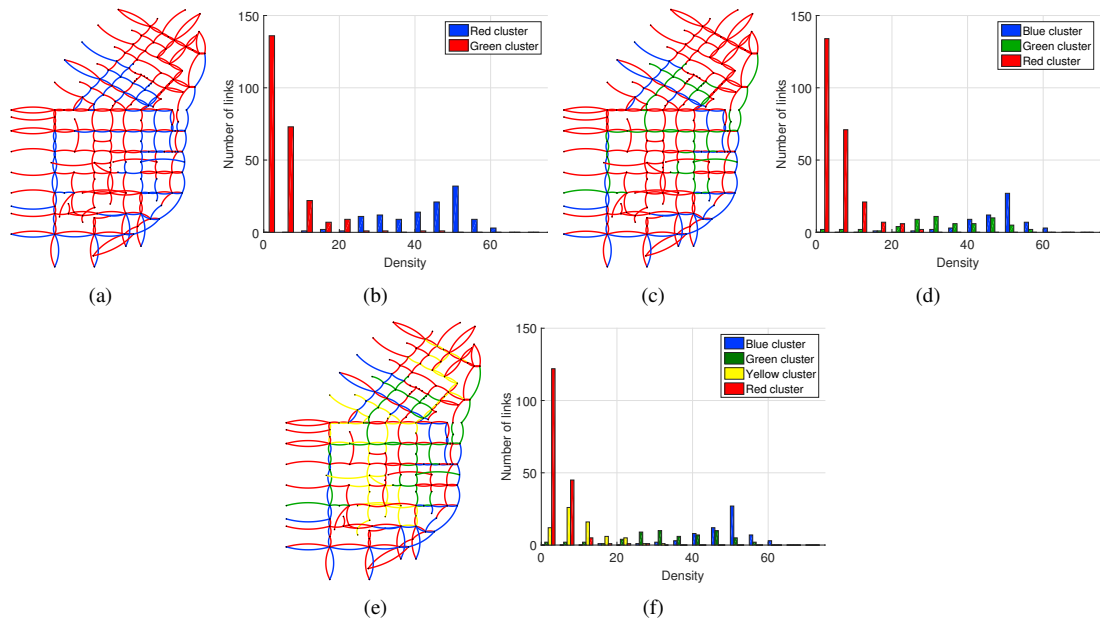 150
100
50
0
Number of links
0
20
40
60
Density
Red cluster
Green cluster
(a)
(b)
150
100
50
0
Number of links
0
20
40
60
Density
Blue cluster
Green cluster
Red cluster
(c)
(d)
150
100
50
0
Number of links
0
20
40
60
Density
Blue cluster
Green cluster
Yellow cluster
Red cluster
(e)
(f)